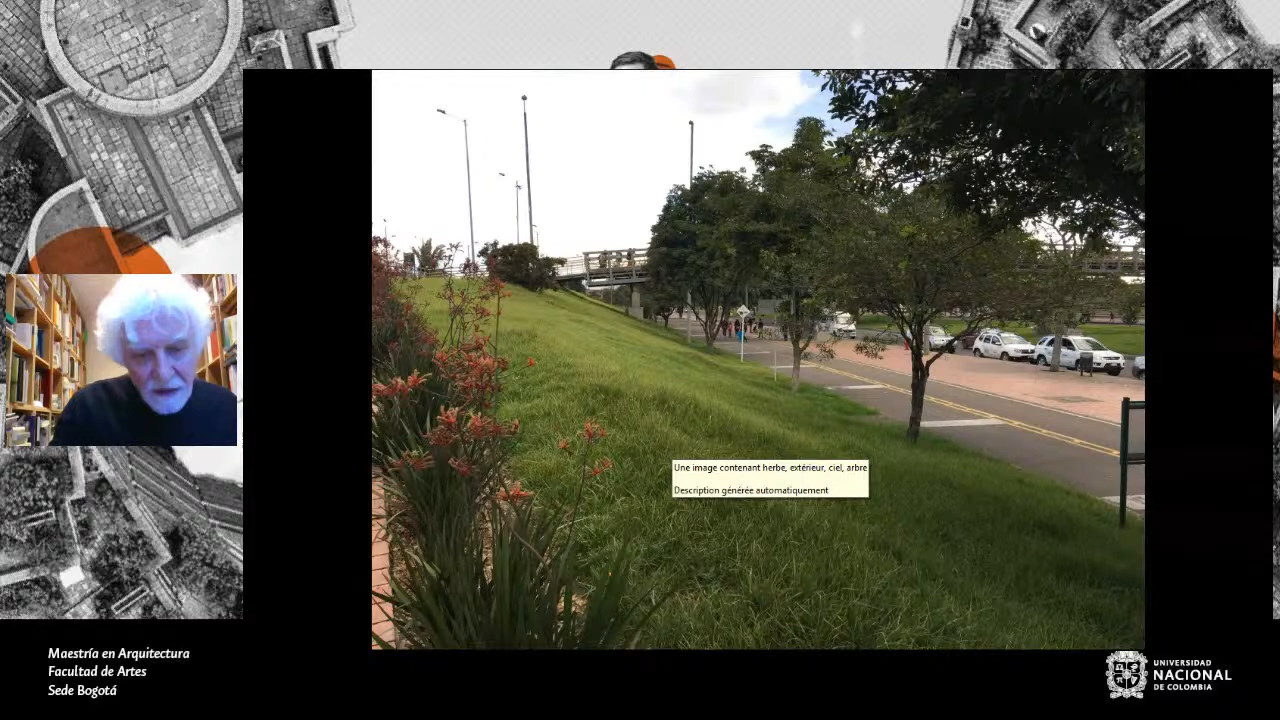 Une image contenant herbe, extérieur, ciel, arbre
Description générée automatiquement
Maestría en Arquitectura
Facultad de Artes
Sede Bogotá
UNIVERSIDAD
NACIONAL
DE COLOMBIA